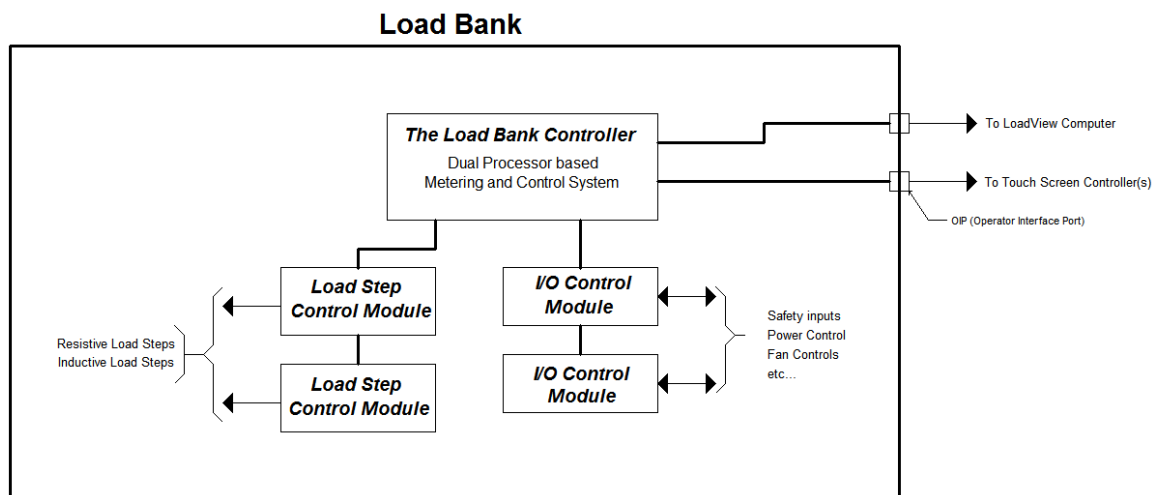 Load Bank
The Load Bank Controller
Dual Processor based
Metering and Control System
To LoadView Computer
To Touch Screen Controller(s)
OIP (Operator Interface Port)
Load Step
Control Module
I/O Control
Module
Resistive Load Steps
Inductive Load Steps
Safety inputs
Power Control
Fan Controls
etc...
Load Step
Control Module
I/O Control
Module